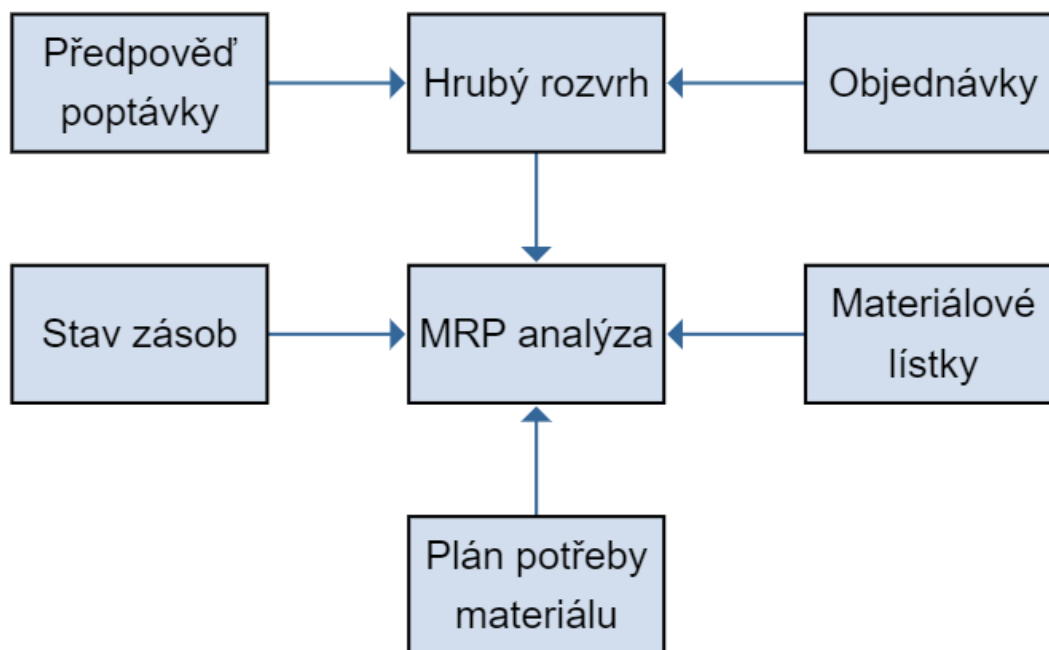 Předpověď
poptávky
Hrubý rozvrh
Objednávky
Stav zásob
MRP analýza
Materiálové
lístky
Plán potřeby
materiálu